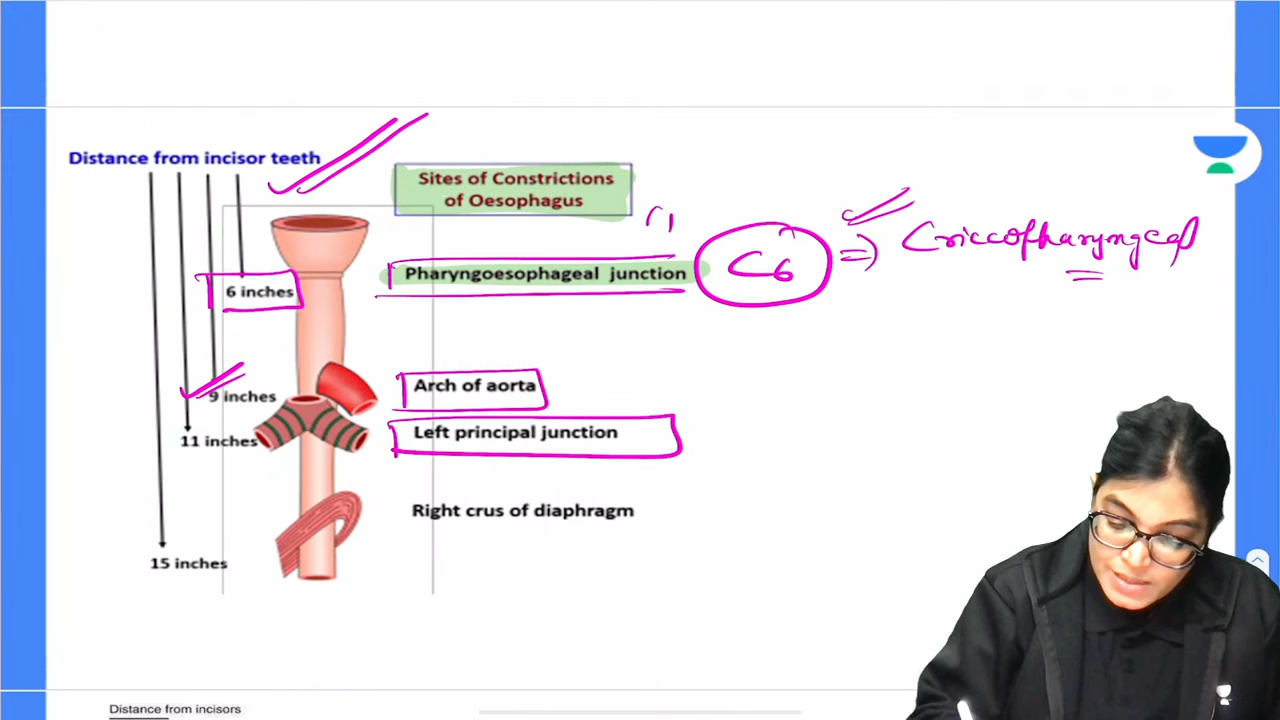 Distance from incisor teeth
Sites of Constrictions
of Oesophagus
Pharyngoesophageal junction
C6 => Criccopharyngeal
6 inches
Arch of aorta
9 inches
Left principal junction
11 inches
Right crus of diaphragm
15 inches
Distance from incisors